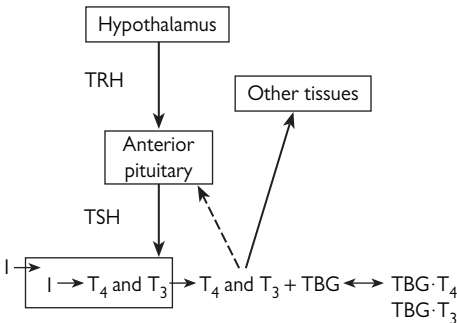 Hypothalamus
TRH
Other tissues
Anterior
pituitary
TSH
I → I → T₄ and T₃ → T₄ and T₃ + TBG ↔ TBG·T₄
TBG·T₃